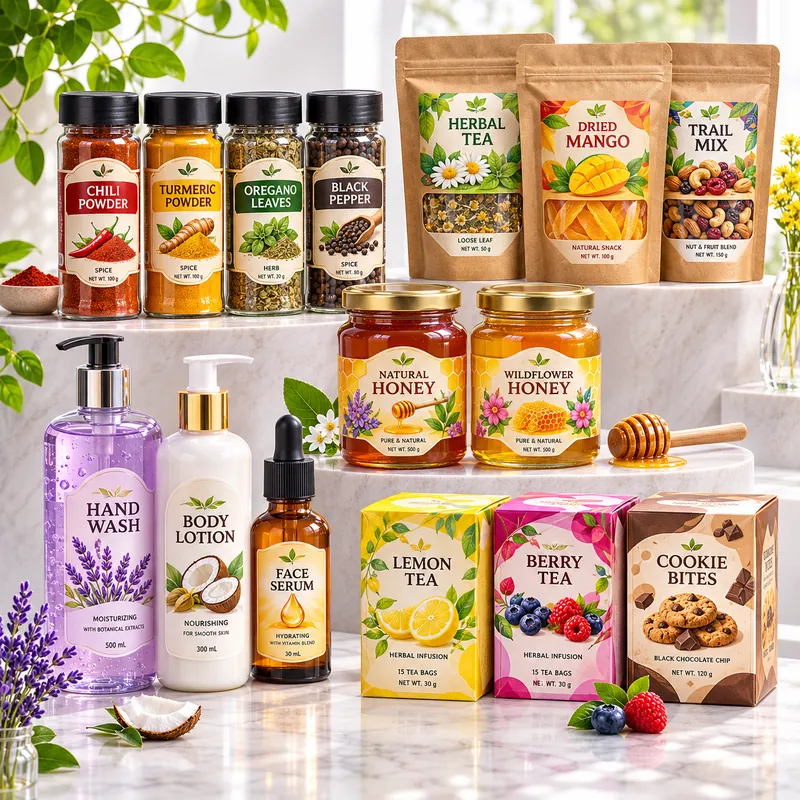 CHILI
POWDER
SPICE
NET WT. 100 g
TURMERIC
POWDER
SPICE
NET WT. 100 g
OREGANO
LEAVES
HERB
NET WT. 20 g
BLACK
PEPPER
SPICE
NET WT. 80 g
HERBAL
TEA
LOOSE LEAF
NET WT. 50 g
DRIED
MANGO
NATURAL SNACK
NET WT. 100 g
TRAIL
MIX
NUT & FRUIT BLEND
NET WT. 150 g
NATURAL
HONEY
PURE & NATURAL
NET WT. 500 g
WILDFLOWER
HONEY
PURE & NATURAL
NET WT. 500 g
HAND
WASH
MOISTURIZING
WITH BOTANICAL EXTRACTS
500 mL
BODY
LOTION
NOURISHING
FOR SMOOTH SKIN
300 mL
FACE
SERUM
HYDRATING
WITH VITAMIN BLEND
30 mL
LEMON
TEA
HERBAL INFUSION
15 TEA BAGS
NET WT. 30 g
BERRY
TEA
HERBAL INFUSION
15 TEA BAGS
WT. 30 g
COOKIE
BITES
BLACK CHOCOLATE CHIP
NET WT. 120 g